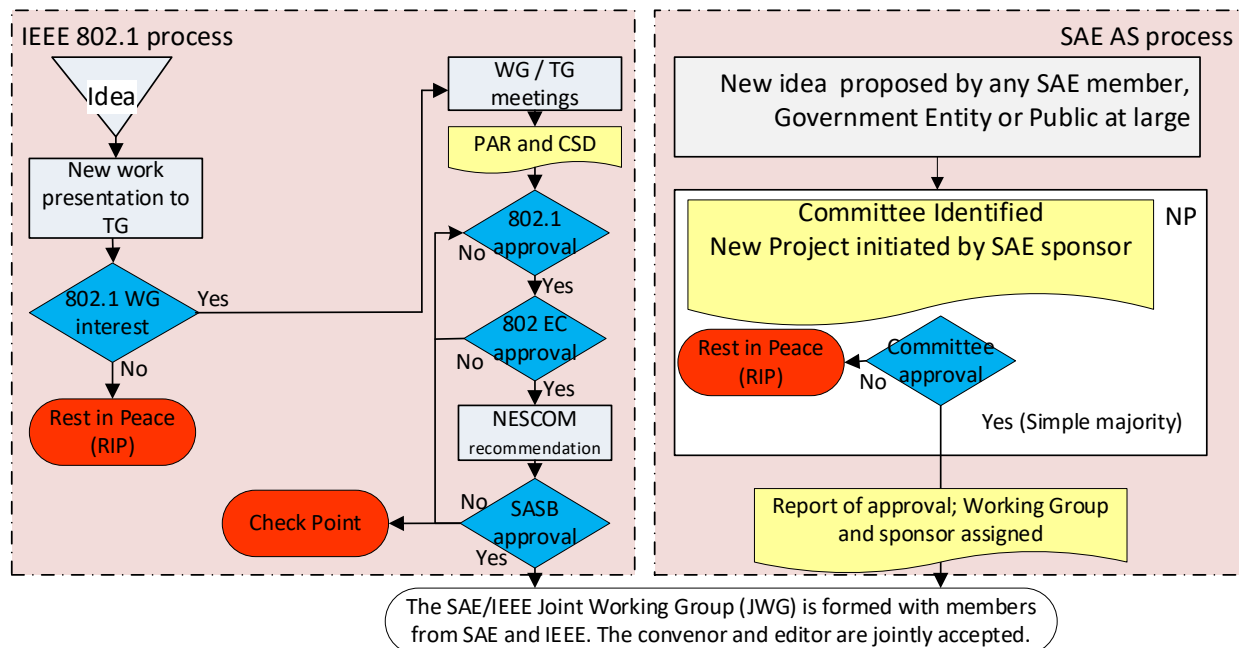 IEEE 802.1 process
Idea
New work
presentation to
TG
802.1 WG
interest
Yes
No
Rest in Peace
(RIP)
WG / TG
meetings
PAR and CSD
802.1
approval
No
Yes
802 EC
approval
No
Yes
NESCOM
recommendation
No
SASB
approval
Yes
Check Point
SAE AS process
New idea proposed by any SAE member,
Government Entity or Public at large
NP
Committee Identified
New Project initiated by SAE sponsor
Committee
approval
No
Rest in Peace
(RIP)
Yes (Simple majority)
Report of approval; Working Group
and sponsor assigned
The SAE/IEEE Joint Working Group (JWG) is formed with members
from SAE and IEEE. The convenor and editor are jointly accepted.